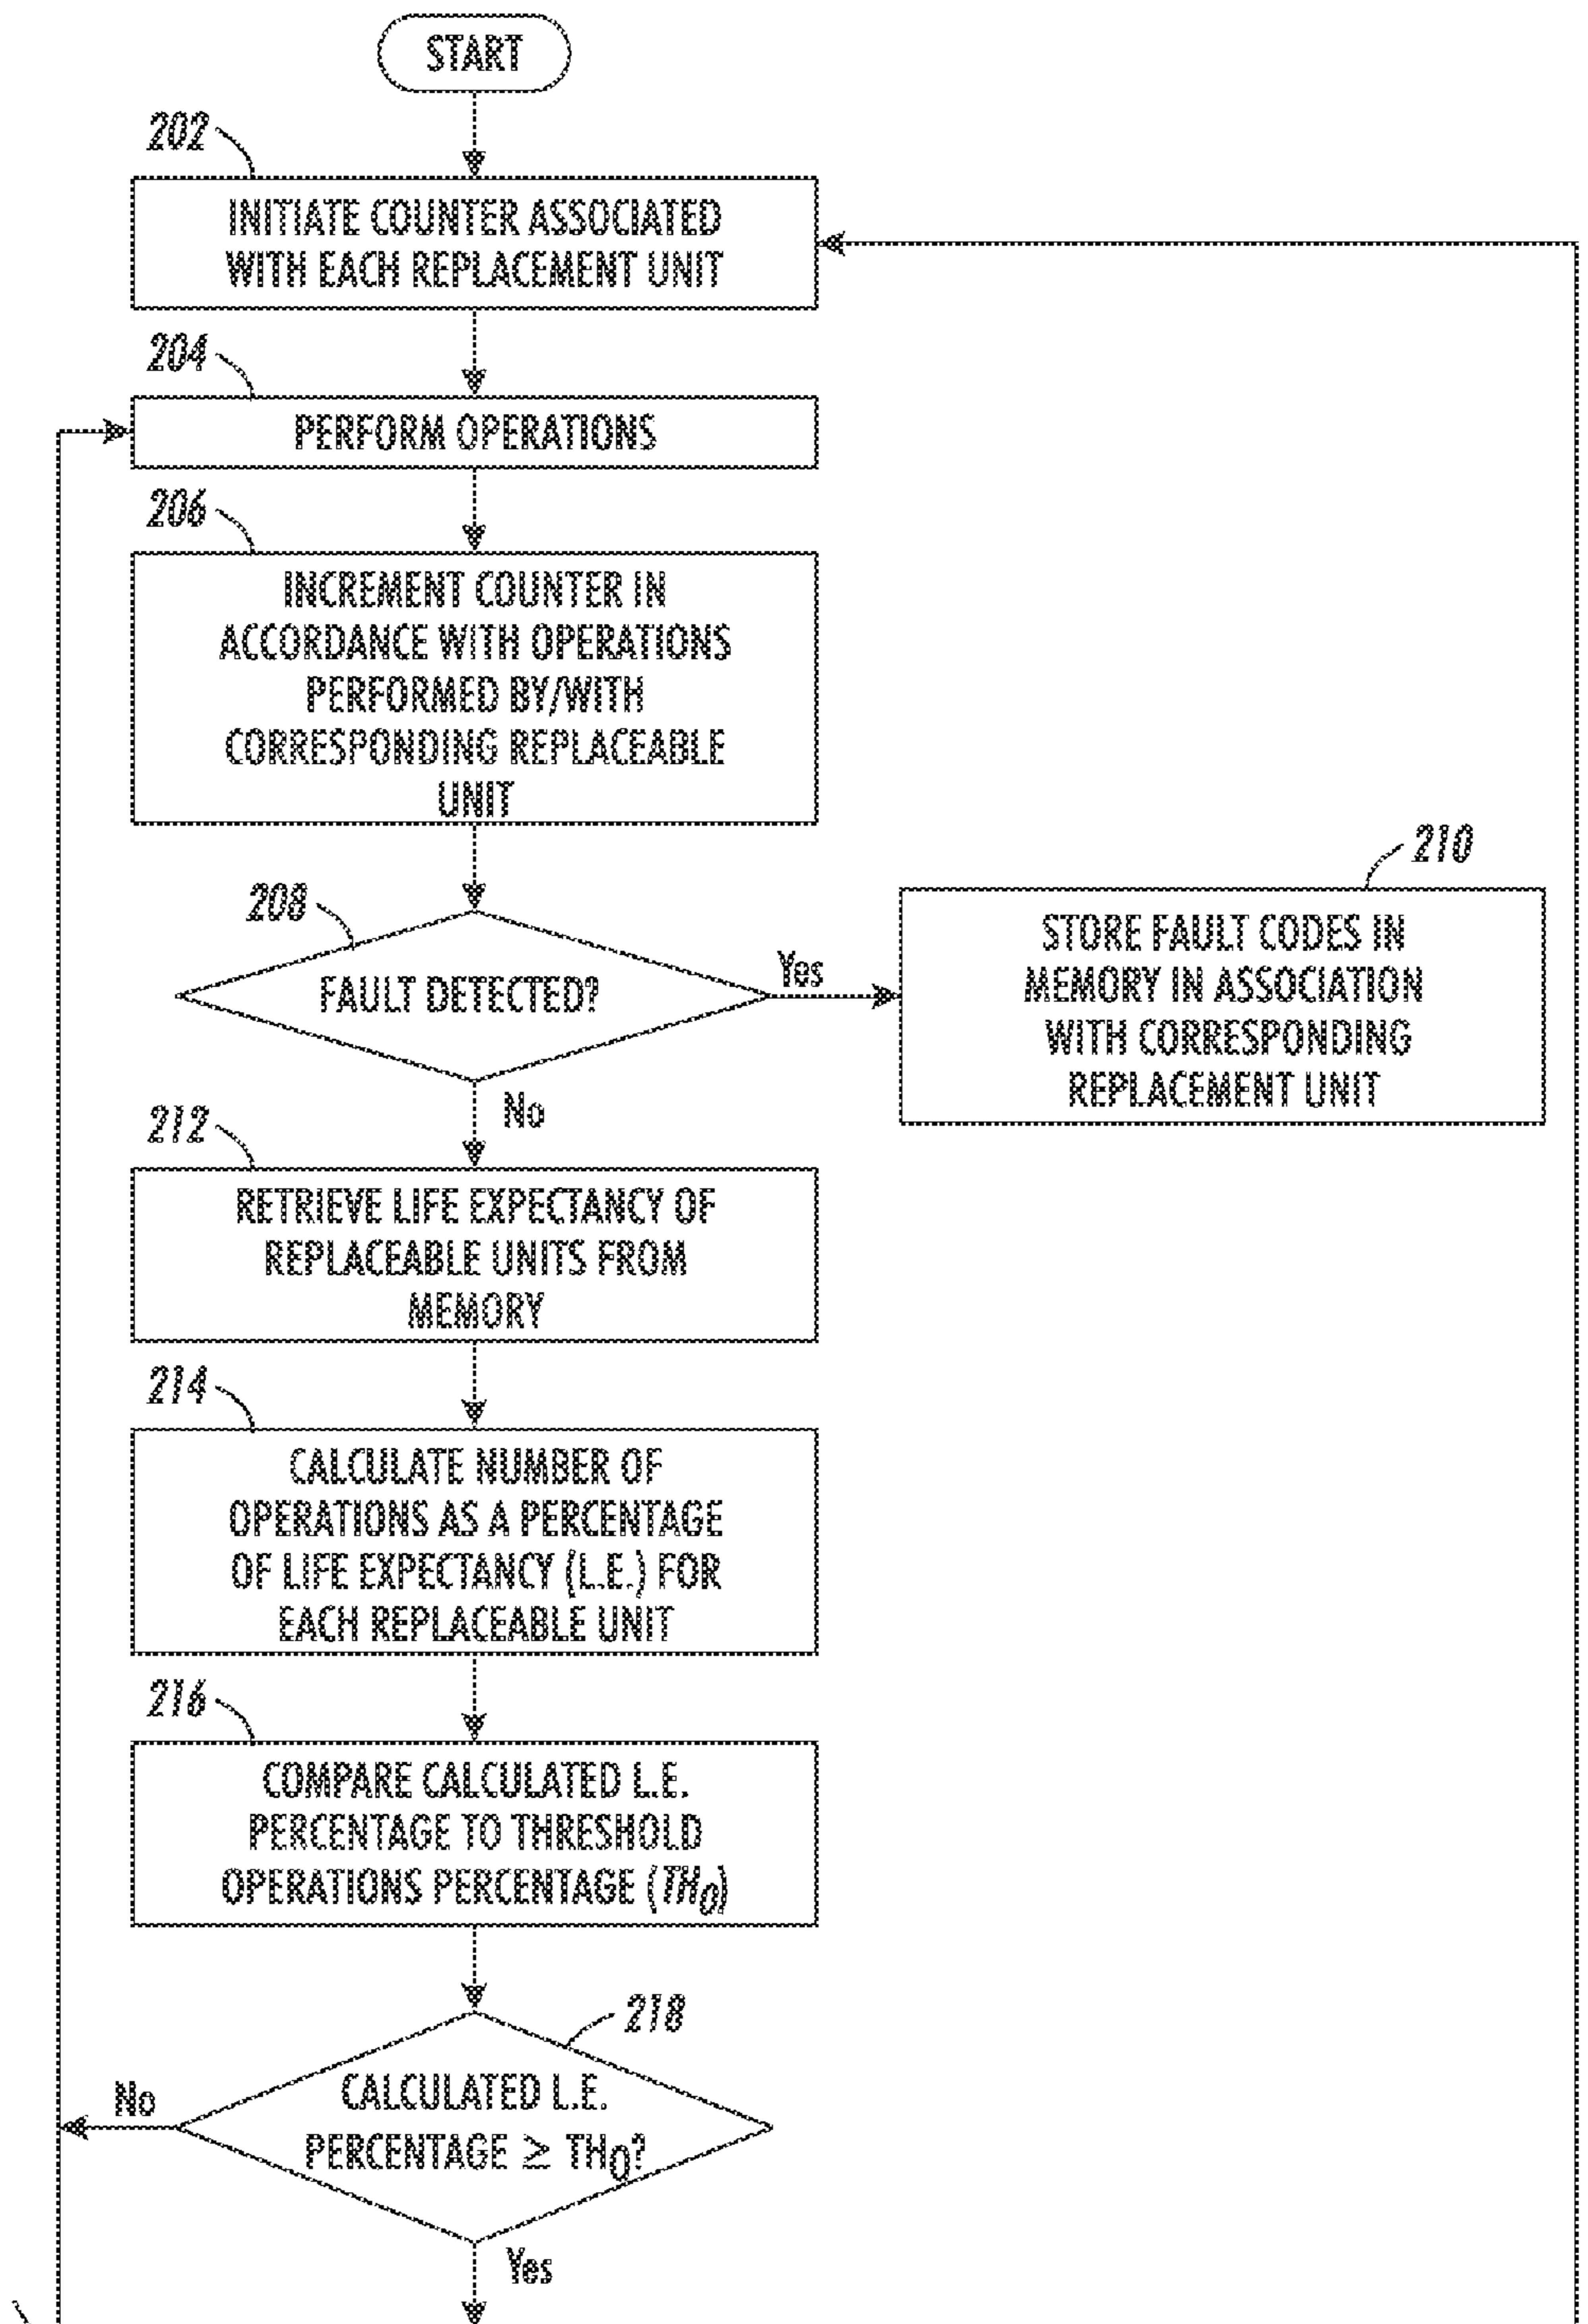 START
202
INITIATE COUNTER ASSOCIATED
WITH EACH REPLACEMENT UNIT
204
PERFORM OPERATIONS
206
INCREMENT COUNTER IN
ACCORDANCE WITH OPERATIONS
PERFORMED BY/WITH
CORRESPONDING REPLACEABLE
UNIT
208
FAULT DETECTED?
Yes
No
210
STORE FAULT CODES IN
MEMORY IN ASSOCIATION
WITH CORRESPONDING
REPLACEMENT UNIT
212
RETRIEVE LIFE EXPECTANCY OF
REPLACEABLE UNITS FROM
MEMORY
214
CALCULATE NUMBER OF
OPERATIONS AS A PERCENTAGE
OF LIFE EXPECTANCY (L.E.) FOR
EACH REPLACEABLE UNIT
216
COMPARE CALCULATED L.E.
PERCENTAGE TO THRESHOLD
OPERATIONS PERCENTAGE (TH₀)
218
CALCULATED L.E.
PERCENTAGE ≥ TH₀?
No
Yes